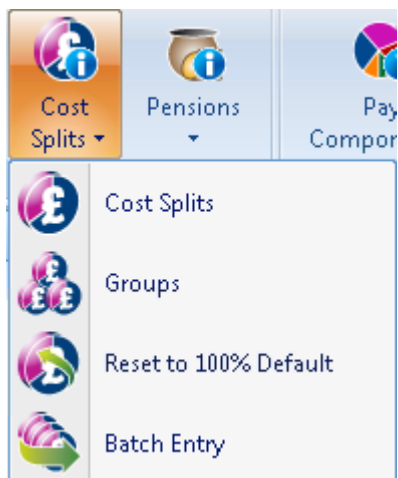 Cost
Splits
Pensions
Pay
Cost Splits
Groups
Reset to 100% Default
Batch Entry